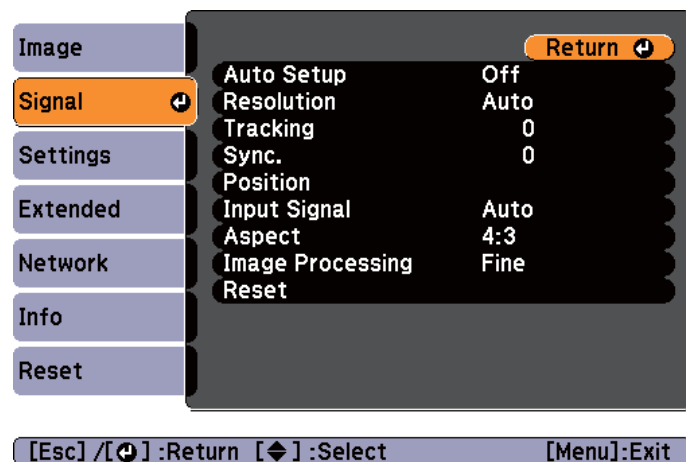 Image
Signal
Settings
Extended
Network
Info
Reset
Return
Auto Setup Off
Resolution Auto
Tracking 0
Sync. 0
Position
Input Signal Auto
Aspect 4:3
Image Processing Fine
Reset
[Esc] /[ ] :Return [ ] :Select [Menu]:Exit